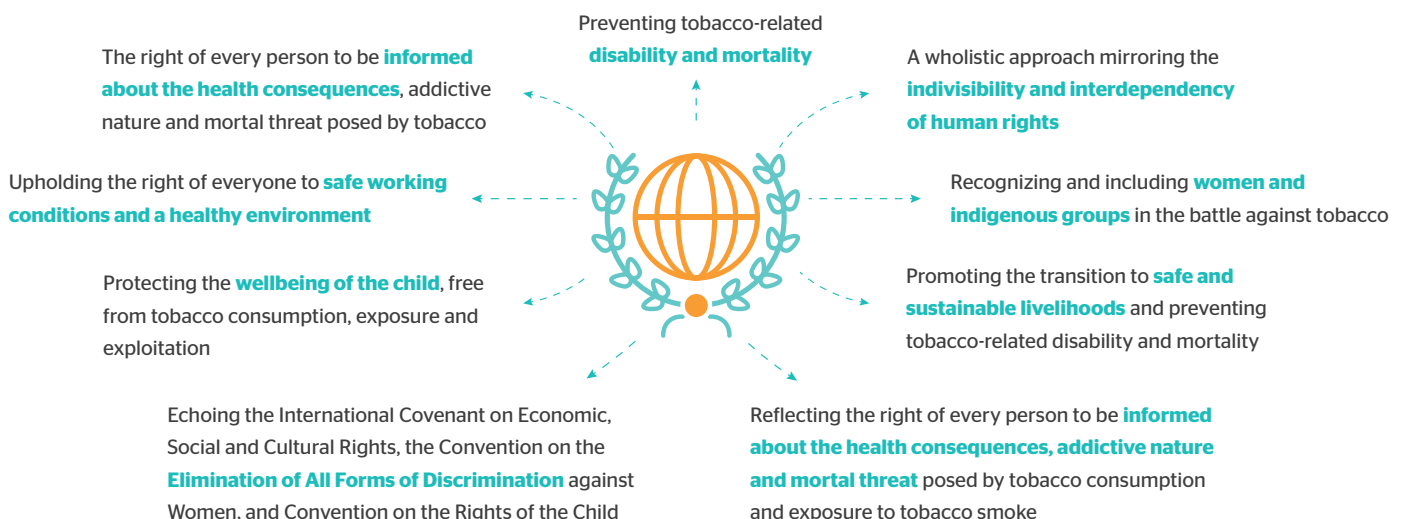 Preventing tobacco-related
disability and mortality
The right of every person to be informed
about the health consequences, addictive
nature and mortal threat posed by tobacco
A wholistic approach mirroring the
indivisibility and interdependency
of human rights
Upholding the right of everyone to safe working
conditions and a healthy environment
Recognizing and including women and
indigenous groups in the battle against tobacco
Protecting the wellbeing of the child, free
from tobacco consumption, exposure and
exploitation
Promoting the transition to safe and
sustainable livelihoods and preventing
tobacco-related disability and mortality
Echoing the International Covenant on Economic,
Social and Cultural Rights, the Convention on the
Elimination of All Forms of Discrimination against
Women, and Convention on the Rights of the Child
Reflecting the right of every person to be informed
about the health consequences, addictive nature
and mortal threat posed by tobacco consumption
and exposure to tobacco smoke